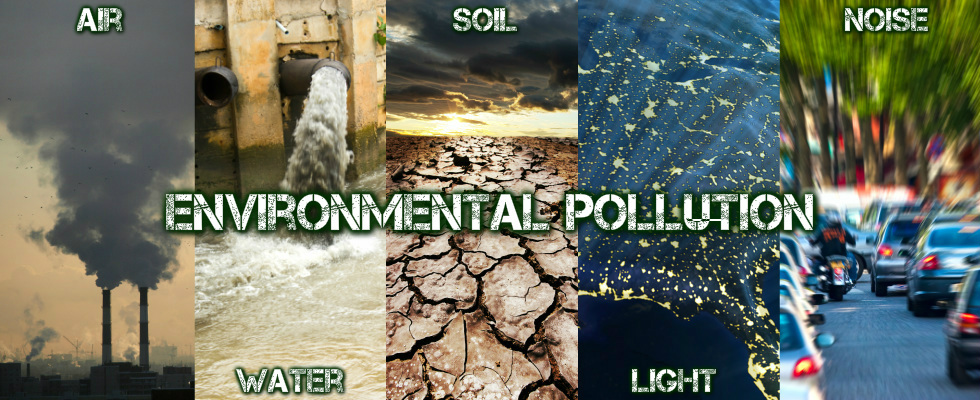 AIR
SOIL
NOISE
ENVIRONMENTAL POLLUTION
WATER
LIGHT